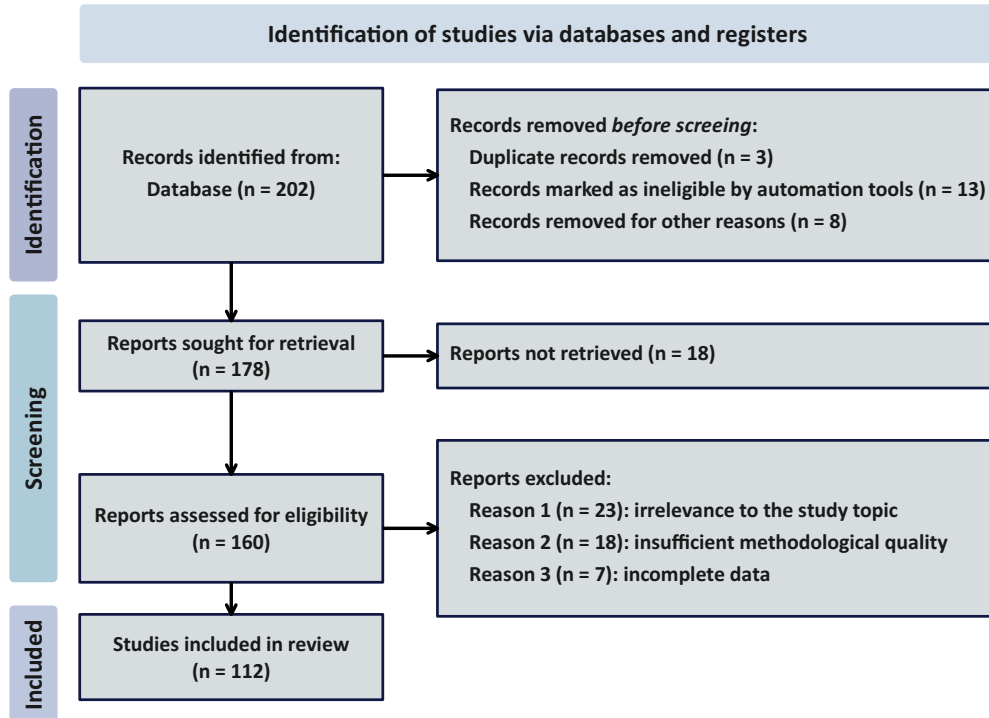 Identification of studies via databases and registers
Identification
Records identified from:
Database (n = 202)
Records removed before screeing:
Duplicate records removed (n = 3)
Records marked as ineligible by automation tools (n = 13)
Records removed for other reasons (n = 8)
Screening
Reports sought for retrieval
(n = 178)
Reports not retrieved (n = 18)
Reports assessed for eligibility
(n = 160)
Reports excluded:
Reason 1 (n = 23): irrelevance to the study topic
Reason 2 (n = 18): insufficient methodological quality
Reason 3 (n = 7): incomplete data
Included
Studies included in review
(n = 112)